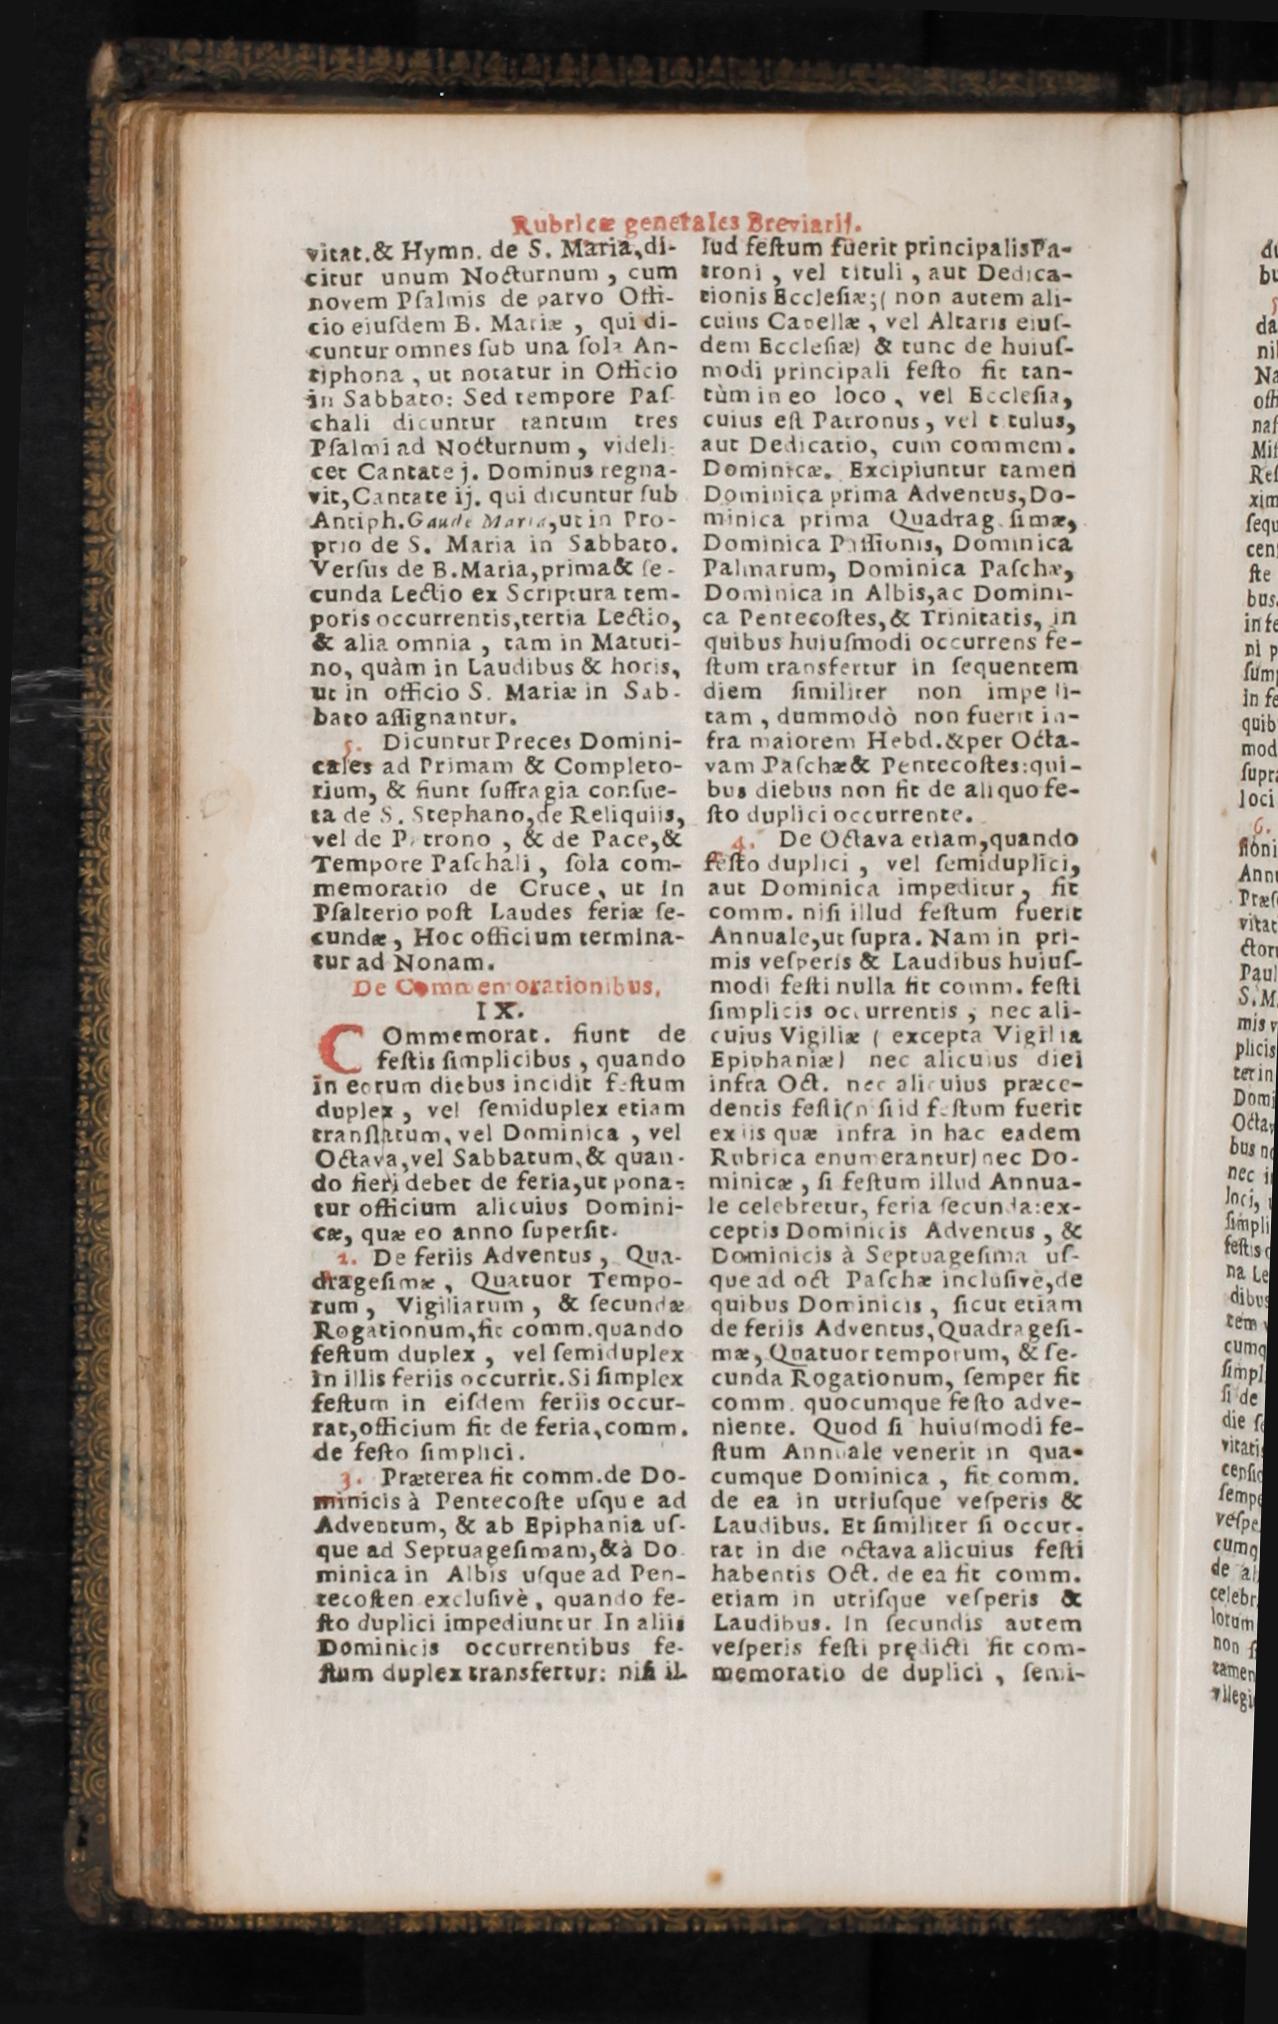 Rubricæ generales Breviarij.
vitat.& Hymn. de S. Maria,di-
citur unum Nocturnum , cum
novem Pſalmis de parvo Offi-
cio eiuſdem B. Mariæ , qui di-
cuntur omnes ſub una ſola An-
tiphona , ut notatur in Officio
in Sabbato: Sed tempore Paſ-
chali dicuntur tantum tres
Pſalmi ad Nocturnum , videli-
cet Cantate j. Dominus regna-
vit,Cantate ij. qui dicuntur ſub
Antiph.Gaude Maria,ut in Pro-
prio de S. Maria in Sabbato.
Verſus de B.Maria,prima& ſe-
cunda Lectio ex Scriptura tem-
poris occurrentis,tertia Lectio,
& alia omnia , tam in Matuti-
no, quàm in Laudibus & horis,
ut in officio S. Mariæ in Sab-
bato aſſignantur.
5. Dicuntur Preces Domini-
cales ad Primam & Completo-
rium, & fiunt ſuffragia conſue-
ta de S. Stephano,de Reliquiis,
vel de Patrono , & de Pace,&
Tempore Paſchali , ſola com-
memoratio de Cruce, ut in
Pſalterio poſt Laudes feriæ ſe-
cundæ , Hoc officium termina-
tur ad Nonam.
De Commemorationibus,
IX.
COmmemorat. fiunt de
feſtis ſimplicibus , quando
in eorum diebus incidit feſtum
duplex , vel ſemiduplex etiam
tranſlatum, vel Dominica , vel
Octava,vel Sabbatum,& quan-
do fieri debet de feria,ut pona-
tur officium alicuius Domini-
cæ, quæ eo anno ſuperſit.
2. De feriis Adventus , Qua-
drageſimæ , Quatuor Tempo-
rum , Vigiliarum , & ſecundæ
Rogationum,fit comm.quando
feſtum duplex , vel ſemiduplex
in illis feriis occurrit.Si ſimplex
feſtum in eiſdem feriis occur-
rat,officium fit de feria,comm.
de feſto ſimplici.
3. Præterea fit comm.de Do-
minicis à Pentecoſte uſque ad
Adventum, & ab Epiphania uſ-
que ad Septuageſimam,&à Do
minica in Albis uſque ad Pen-
tecoſten excluſivè, quando fe-
ſto duplici impediuntur In aliis
Dominicis occurrentibus fe-
ſtum duplex transfertur: niſi il-
lud feſtum fuerit principalisPa-
troni , vel tituli , aut Dedica-
tionis Eccleſiæ;( non autem ali-
cuius Capellæ , vel Altaris eiuſ-
dem Eccleſiæ) & tunc de huiuſ-
modi principali feſto fit tan-
tùm in eo loco , vel Eccleſia,
cuius eſt Patronus , vel titulus,
aut Dedicatio, cum commem.
Dominicæ. Excipiuntur tamen
Dominica prima Adventus,Do-
minica prima Quadrageſimæ,
Dominica Paſſionis, Dominica
Palmarum, Dominica Paſchæ,
Dominica in Albis,ac Domini-
ca Pentecoſtes,& Trinitatis, in
quibus huiuſmodi occurrens fe-
ſtum transfertur in ſequentem
diem ſimiliter non impedi-
tam , dummodò non fuerit in-
fra maiorem Hebd.&per Octa-
vam Paſchæ& Pentecoſtes:qui-
bus diebus non fit de aliquo fe-
ſto duplici occurrente.
4. De Octava etiam,quando
feſto duplici , vel ſemiduplici,
aut Dominica impeditur, fit
comm. niſi illud feſtum fuerit
Annuale,ut ſupra. Nam in pri-
mis veſperis & Laudibus huiuſ-
modi feſti nulla fit comm. feſti
ſimplicis occurrentis , nec ali-
cuius Vigiliæ ( excepta Vigilia
Epiphaniæ) nec alicuius diei
infra Oct. nec alicuius præce-
dentis feſti(niſi id feſtum fuerit
ex iis quæ infra in hac eadem
Rubrica enumerantur)nec Do-
minicæ , ſi feſtum illud Annua-
le celebretur, feria ſecunda:ex-
ceptis Dominicis Adventus , &
Dominicis à Septuageſima uſ-
que ad oct Paſchæ incluſivè,de
quibus Dominicis , ſicut etiam
de feriis Adventus,Quadrageſi-
mæ, Quatuor temporum, & ſe-
cunda Rogationum, ſemper fit
comm. quocumque feſto adve-
niente. Quod ſi huiuſmodi fe-
ſtum Annuale venerit in qua-
cumque Dominica , fit comm.
de ea in utriuſque veſperis &
Laudibus. Et ſimiliter ſi occur-
rat in die octava alicuius feſti
habentis Oct. de ea fit comm.
etiam in utriſque veſperis &
Laudibus. In ſecundis autem
veſperis feſti prędicti fit com-
memoratio de duplici , ſemi-